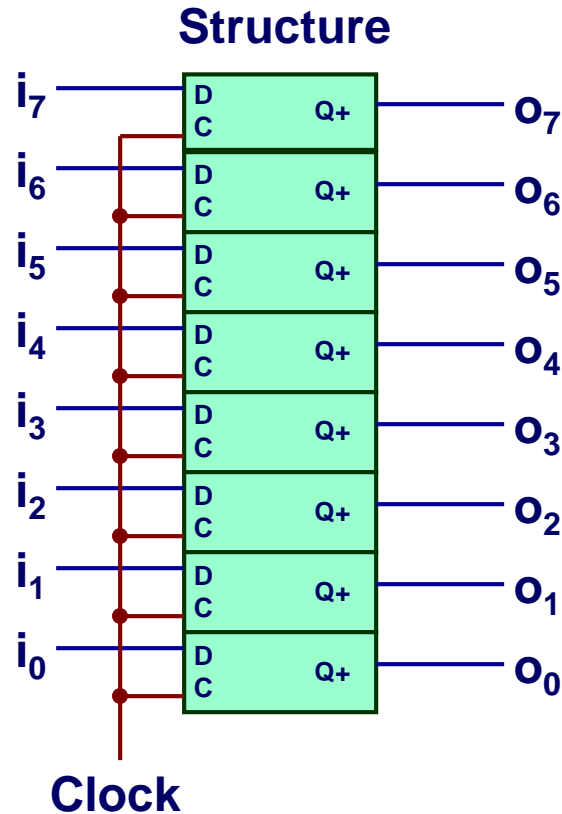 Structure
i7 D C Q+ o7
i6 D C Q+ o6
i5 D C Q+ o5
i4 D C Q+ o4
i3 D C Q+ o3
i2 D C Q+ o2
i1 D C Q+ o1
i0 D C Q+ o0
Clock